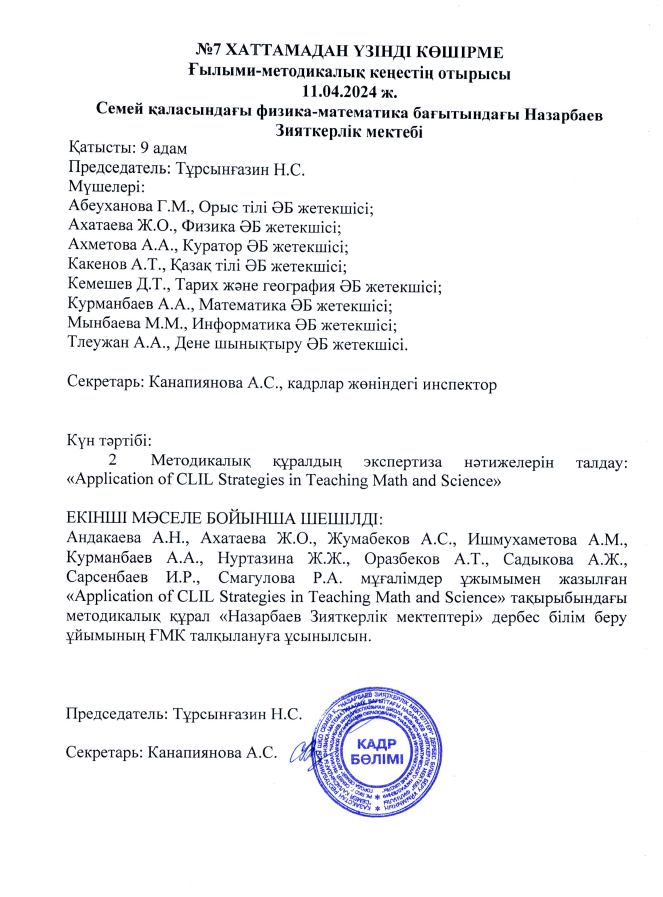 №7 ХАТТАМАДАН ҮЗІНДІ КӨШІРМЕ
Ғылыми-методикалық кеңестің отырысы
11.04.2024 ж.
Семей қаласындағы физика-математика бағытындағы Назарбаев
Зияткерлік мектебі
Қатысты: 9 адам
Председатель: Тұрсынғазин Н.С.
Мүшелері:
Абеуханова Г.М., Орыс тілі ӘБ жетекшісі;
Ахатаева Ж.О., Физика ӘБ жетекшісі;
Ахметова А.А., Куратор ӘБ жетекшісі;
Какенов А.Т., Қазақ тілі ӘБ жетекшісі;
Кемешев Д.Т., Тарих және география ӘБ жетекшісі;
Курманбаев А.А., Математика ӘБ жетекшісі;
Мынбаева М.М., Информатика ӘБ жетекшісі;
Тлеужан А.А., Дене шынықтыру ӘБ жетекшісі.
Секретарь: Канапиянова А.С., кадрлар жөніндегі инспектор
Күн тәртібі:
2 Методикалық құралдың экспертиза нәтижелерін талдау:
«Application of CLIL Strategies in Teaching Math and Science»
ЕКІНШІ МӘСЕЛЕ БОЙЫНША ШЕШІЛДІ:
Андакаева А.Н., Ахатаева Ж.О., Жумабеков А.С., Ишмухаметова А.М.,
Курманбаев А.А., Нуртазина Ж.Ж., Оразбеков А.Т., Садыкова А.Ж.,
Сарсенбаев И.Р., Смагулова Р.А. мұғалімдер ұжымымен жазылған
«Application of CLIL Strategies in Teaching Math and Science» тақырыбындағы
методикалық құрал «Назарбаев Зияткерлік мектептері» дербес білім беру
ұйымының ҒМК талқылануға ұсынылсын.
Председатель: Тұрсынғазин Н.С.
Секретарь: Канапиянова А.С.
КАДР
БӨЛІМІ